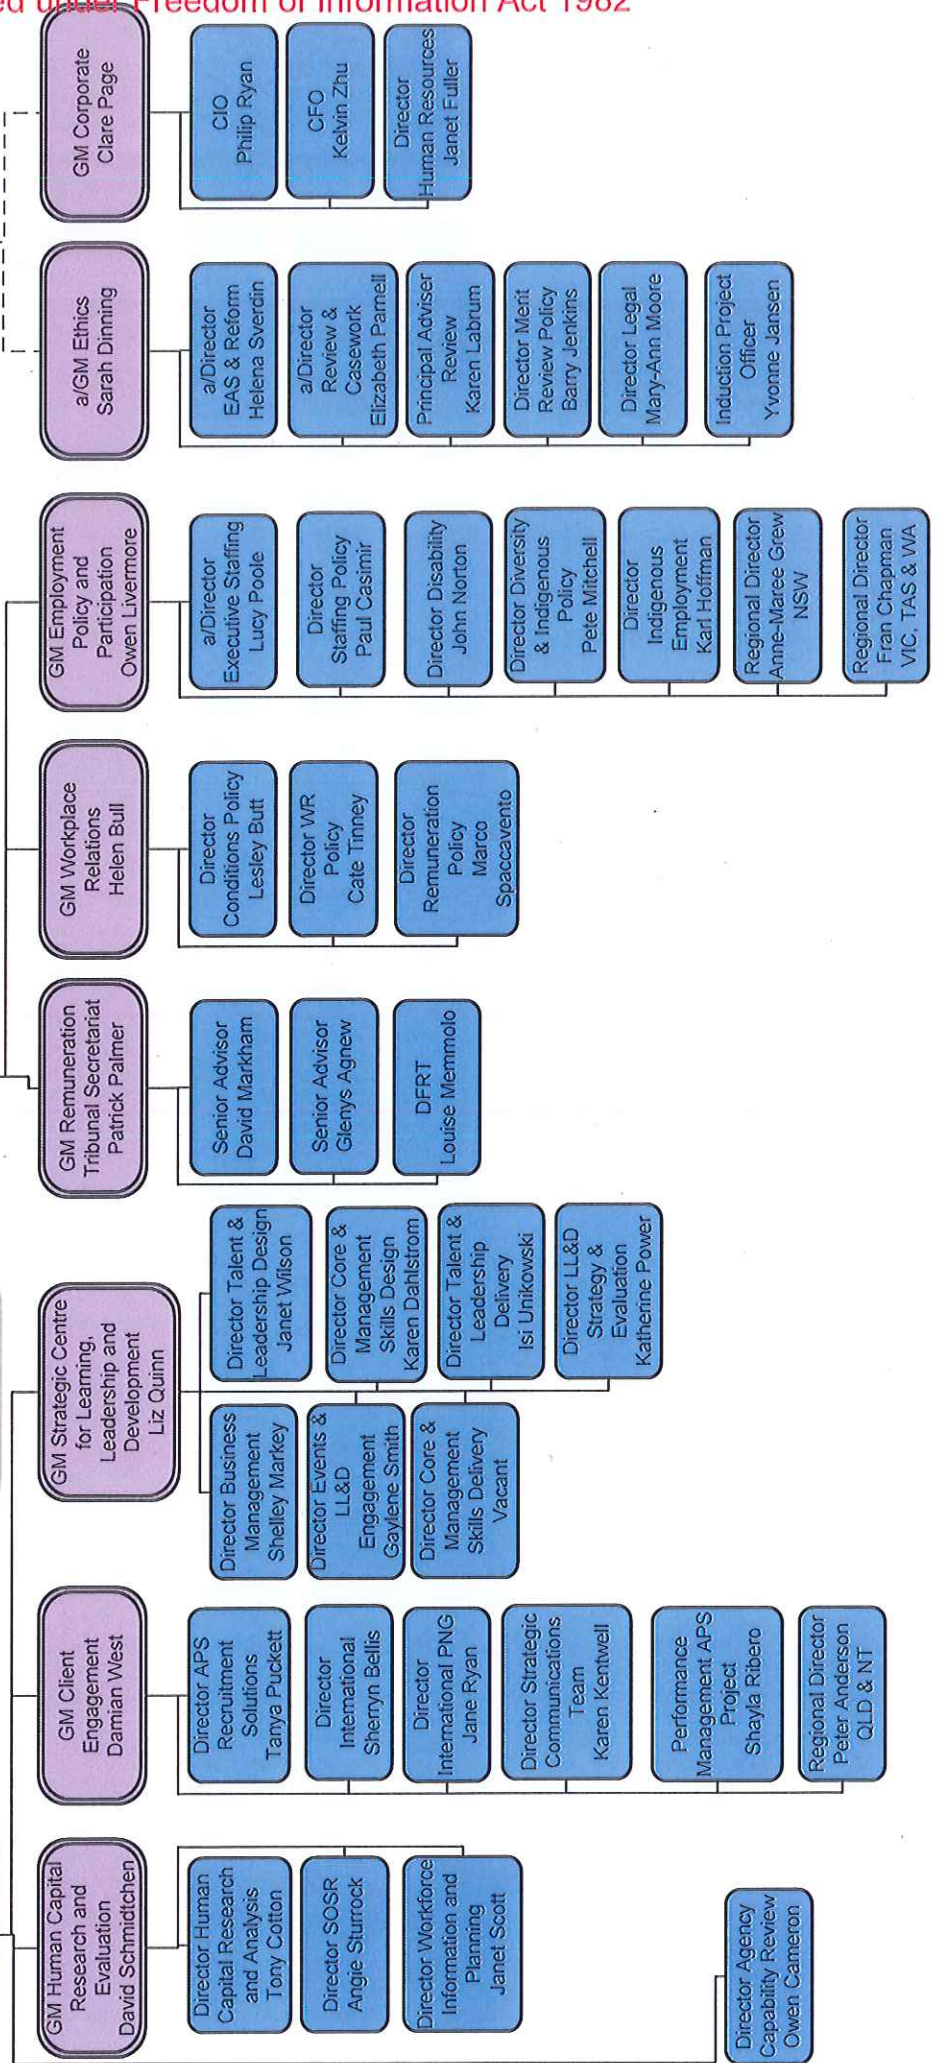 ed under Freedom of Information Act 1982
GM Human Capital
Research and
Evaluation
David Schmidtchen
Director Human
Capital Research
and Analysis
Tony Cotton
Director SOSR
Angie Sturrock
Director Workforce
Information and
Planning
Janet Scott
Director Agency
Capability Review
Owen Cameron
GM Client
Engagement
Damian West
Director APS
Recruitment
Solutions
Tanya Puckett
Director
International
Sherryn Bellis
Director
International PNG
Jane Ryan
Director Strategic
Communications
Team
Karen Kentwell
Performance
Management APS
Project
Shayla Ribero
Regional Director
Peter Anderson
QLD & NT
GM Strategic Centre
for Learning,
Leadership and
Development
Liz Quinn
Director Business
Management
Shelley Markey
Director Events &
LL&D
Engagement
Gaylene Smith
Director Core &
Management
Skills Delivery
Vacant
Director Talent &
Leadership Design
Janet Wilson
Director Core &
Management
Skills Design
Karen Dahlstrom
Director Talent &
Leadership
Delivery
Isi Unikowski
Director LL&D
Strategy &
Evaluation
Katherine Power
GM Remuneration
Tribunal Secretariat
Patrick Palmer
Senior Advisor
David Markham
Senior Advisor
Glenys Agnew
DFRT
Louise Memmolo
GM Workplace
Relations
Helen Bull
Director
Conditions Policy
Lesley Butt
Director WR
Policy
Cate Tinney
Director
Remuneration
Policy
Marco
Spaccavento
GM Employment
Policy and
Participation
Owen Livermore
a/Director
Executive Staffing
Lucy Poole
Director
Staffing Policy
Paul Casimir
Director Disability
John Norton
Director Diversity
& Indigenous
Policy
Pete Mitchell
Director
Indigenous
Employment
Karl Hoffman
Regional Director
Anne-Maree Grew
NSW
Regional Director
Fran Chapman
VIC, TAS & WA
a/GM Ethics
Sarah Dinning
a/Director
EAS & Reform
Helena Sverdin
a/Director
Review &
Casework
Elizabeth Parnell
Principal Adviser
Review
Karen Labrum
Director Merit
Review Policy
Barry Jenkins
Director Legal
Mary-Ann Moore
Induction Project
Officer
Yvonne Jansen
GM Corporate
Clare Page
CIO
Philip Ryan
CFO
Kelvin Zhu
Director
Human Resources
Janet Fuller